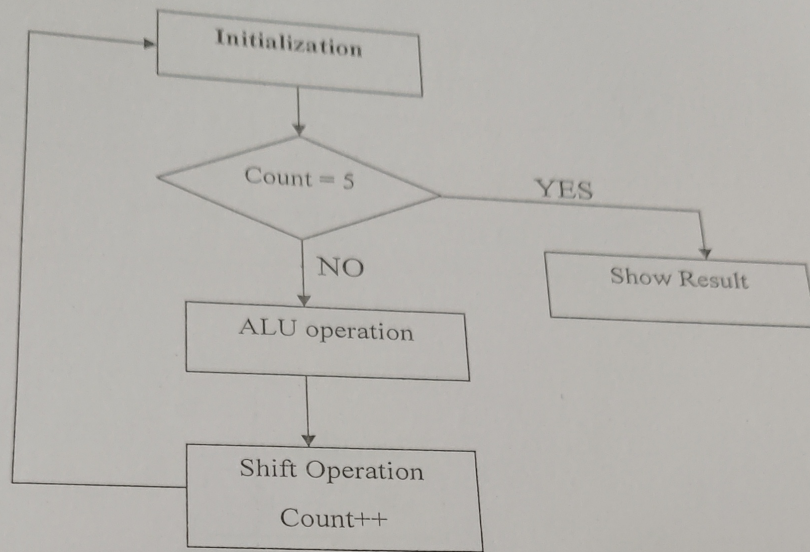 Initialization
Count = 5
YES
NO
Show Result
ALU operation
Shift Operation
Count++